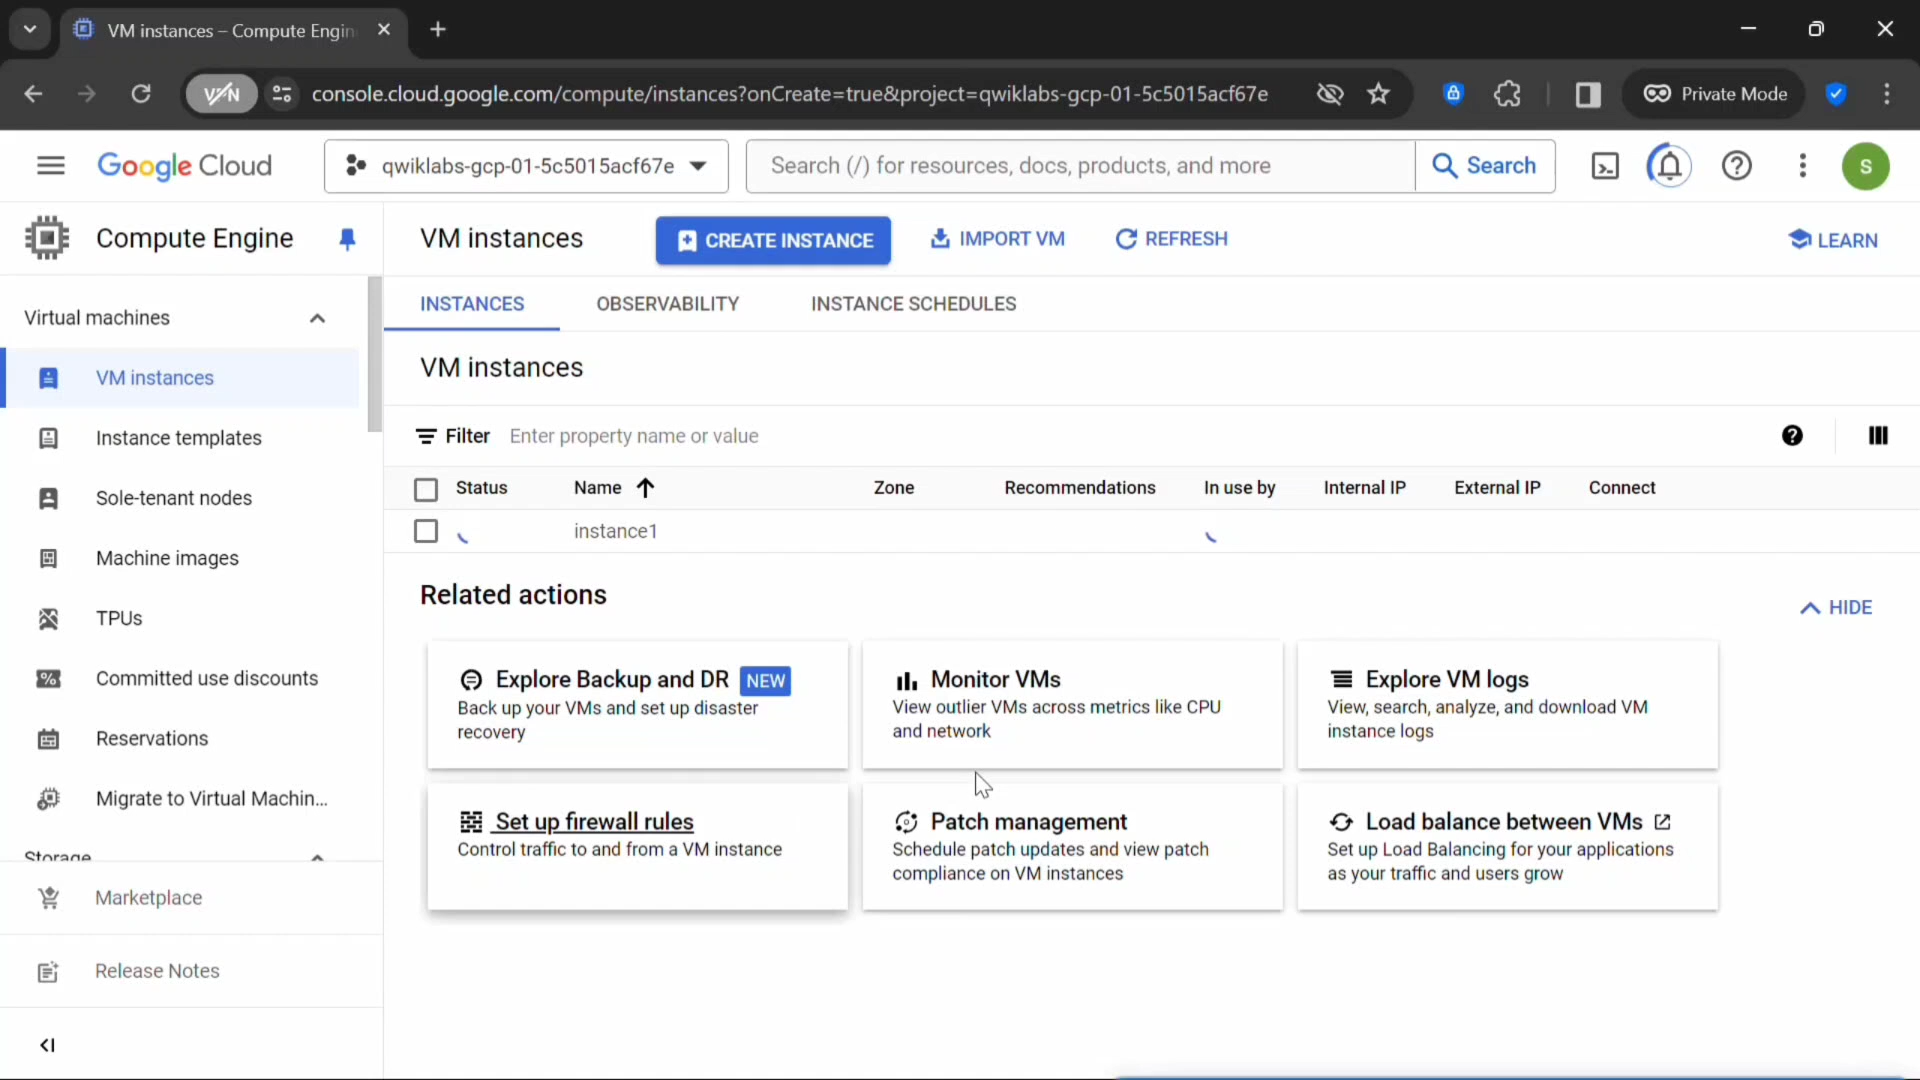 VM instances – Compute Engin
VPN
console.cloud.google.com/compute/instances?onCreate=true&project=qwiklabs-gcp-01-5c5015acf67e
Private Mode
Google Cloud
qwiklabs-gcp-01-5c5015acf67e
Search (/) for resources, docs, products, and more
Search
S
Compute Engine
VM instances
CREATE INSTANCE
IMPORT VM
REFRESH
LEARN
INSTANCES
OBSERVABILITY
INSTANCE SCHEDULES
Virtual machines
VM instances
Instance templates
Sole-tenant nodes
Machine images
TPUs
Committed use discounts
Reservations
Migrate to Virtual Machin...
Storage
Marketplace
Release Notes
VM instances
Filter Enter property name or value
Status Name Zone Recommendations In use by Internal IP External IP Connect
instance1
Related actions
HIDE
Explore Backup and DR NEW
Back up your VMs and set up disaster
recovery
Monitor VMs
View outlier VMs across metrics like CPU
and network
Explore VM logs
View, search, analyze, and download VM
instance logs
Set up firewall rules
Control traffic to and from a VM instance
Patch management
Schedule patch updates and view patch
compliance on VM instances
Load balance between VMs
Set up Load Balancing for your applications
as your traffic and users grow